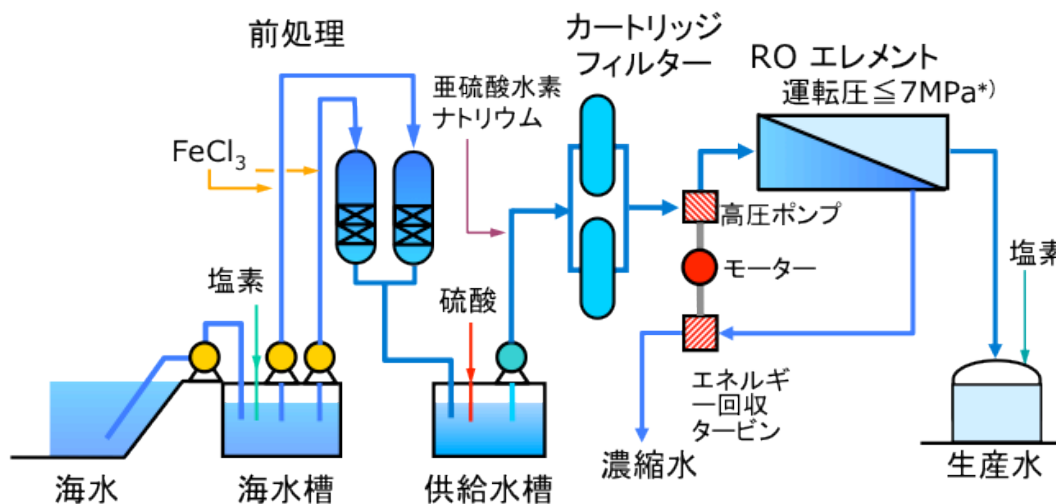 前処理
カートリッジ
フィルター
RO エレメント
運転圧≦7MPa*)
亜硫酸水素
ナトリウム
FeCl3
高圧ポンプ
塩素
モーター
塩素
硫酸
エネルギ
ー回収
タービン
濃縮水
海水
海水槽
供給水槽
生産水